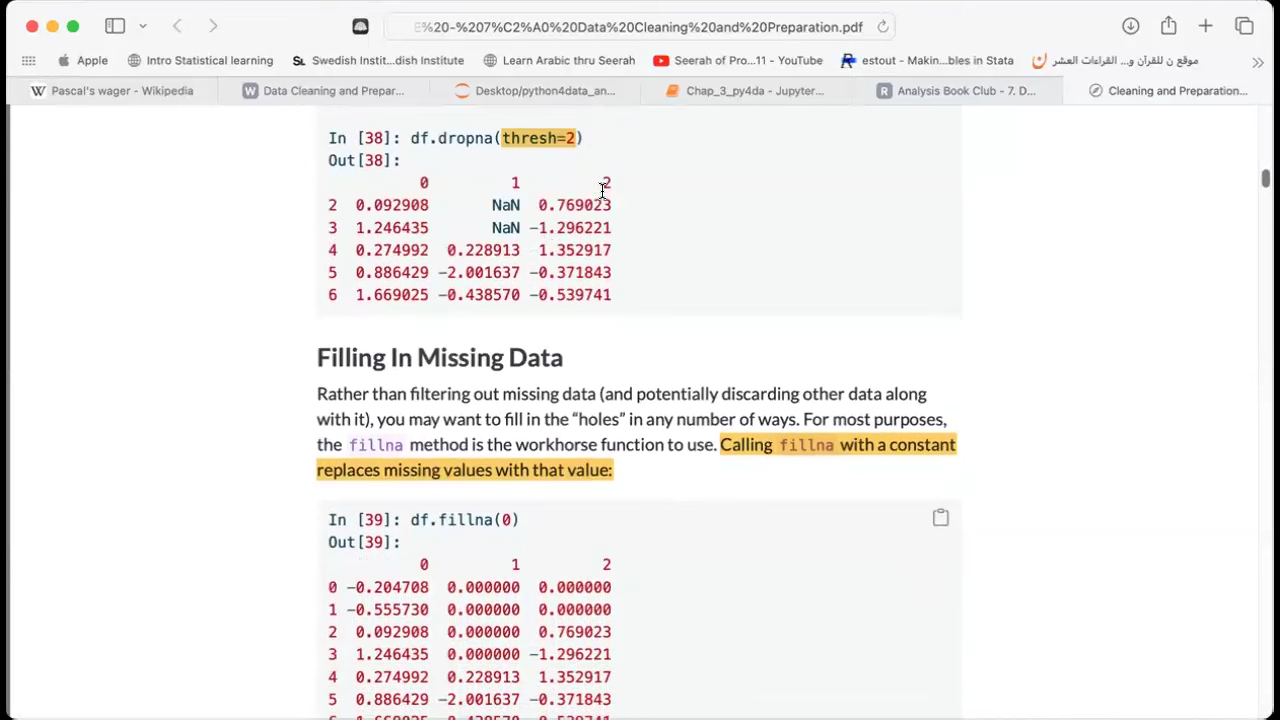 E%20-%207%C2%A0%20Data%20Cleaning%20and%20Preparation.pdf
Apple Intro Statistical learning SL Swedish Instit...dish Institute Learn Arabic thru Seerah Seerah of Pro...11 - YouTube estout - Makin...bles in Stata موقع ن للقرآن و... القراءات العشر
W Pascal's wager - Wikipedia W Data Cleaning and Prepar... Desktop/python4data_an... Chap_3_py4da - Jupyter... R Analysis Book Club - 7. D... Cleaning and Preparation...
In [38]: df.dropna(thresh=2)
Out[38]:
0 1 2
2 0.092908 NaN 0.769023
3 1.246435 NaN -1.296221
4 0.274992 0.228913 1.352917
5 0.886429 -2.001637 -0.371843
6 1.669025 -0.438570 -0.539741
Filling In Missing Data
Rather than filtering out missing data (and potentially discarding other data along
with it), you may want to fill in the “holes” in any number of ways. For most purposes,
the fillna method is the workhorse function to use. Calling fillna with a constant
replaces missing values with that value:
In [39]: df.fillna(0)
Out[39]:
0 1 2
0 -0.204708 0.000000 0.000000
1 -0.555730 0.000000 0.000000
2 0.092908 0.000000 0.769023
3 1.246435 0.000000 -1.296221
4 0.274992 0.228913 1.352917
5 0.886429 -2.001637 -0.371843
6 1.669025 -0.438570 -0.539741